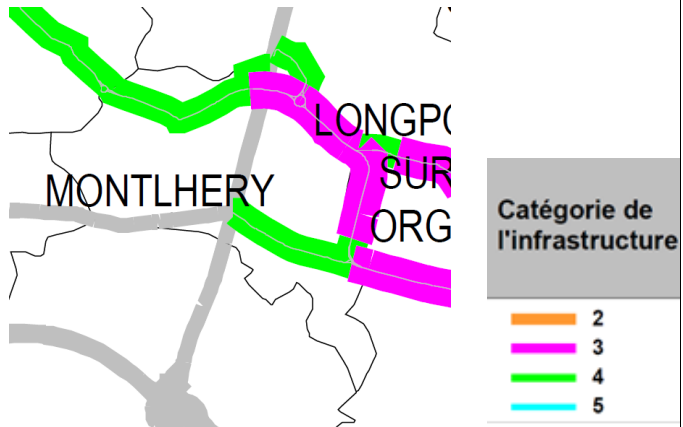 LONGPO
SUR
ORG
MONTLHERY
Catégorie de
l'infrastructure
2
3
4
5